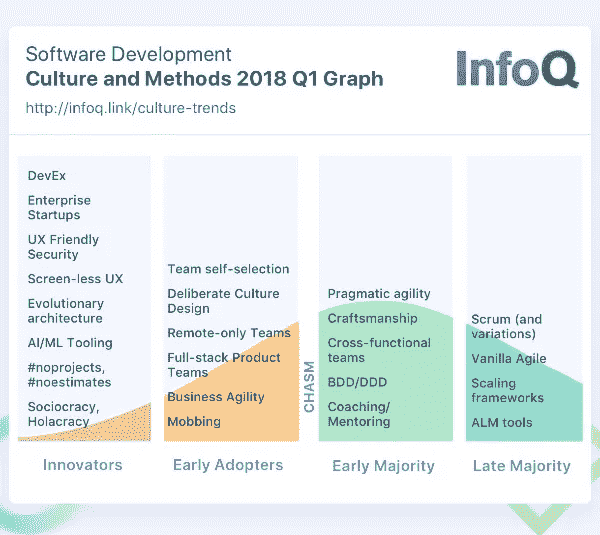 Software Development
Culture and Methods 2018 Q1 Graph
http://infoq.link/culture-trends
InfoQ
DevEx
Enterprise
Startups
UX Friendly
Security
Screen-less UX
Evolutionary
architecture
AI/ML Tooling
#noprojects,
#noestimates
Sociocracy,
Holacracy
Innovators
Team self-selection
Deliberate Culture
Design
Remote-only Teams
Full-stack Product
Teams
Business Agility
Mobbing
Early Adopters
CHASM
Pragmatic agility
Craftsmanship
Cross-functional
teams
BDD/DDD
Coaching/
Mentoring
Early Majority
Scrum (and
variations)
Vanilla Agile
Scaling
frameworks
ALM tools
Late Majority